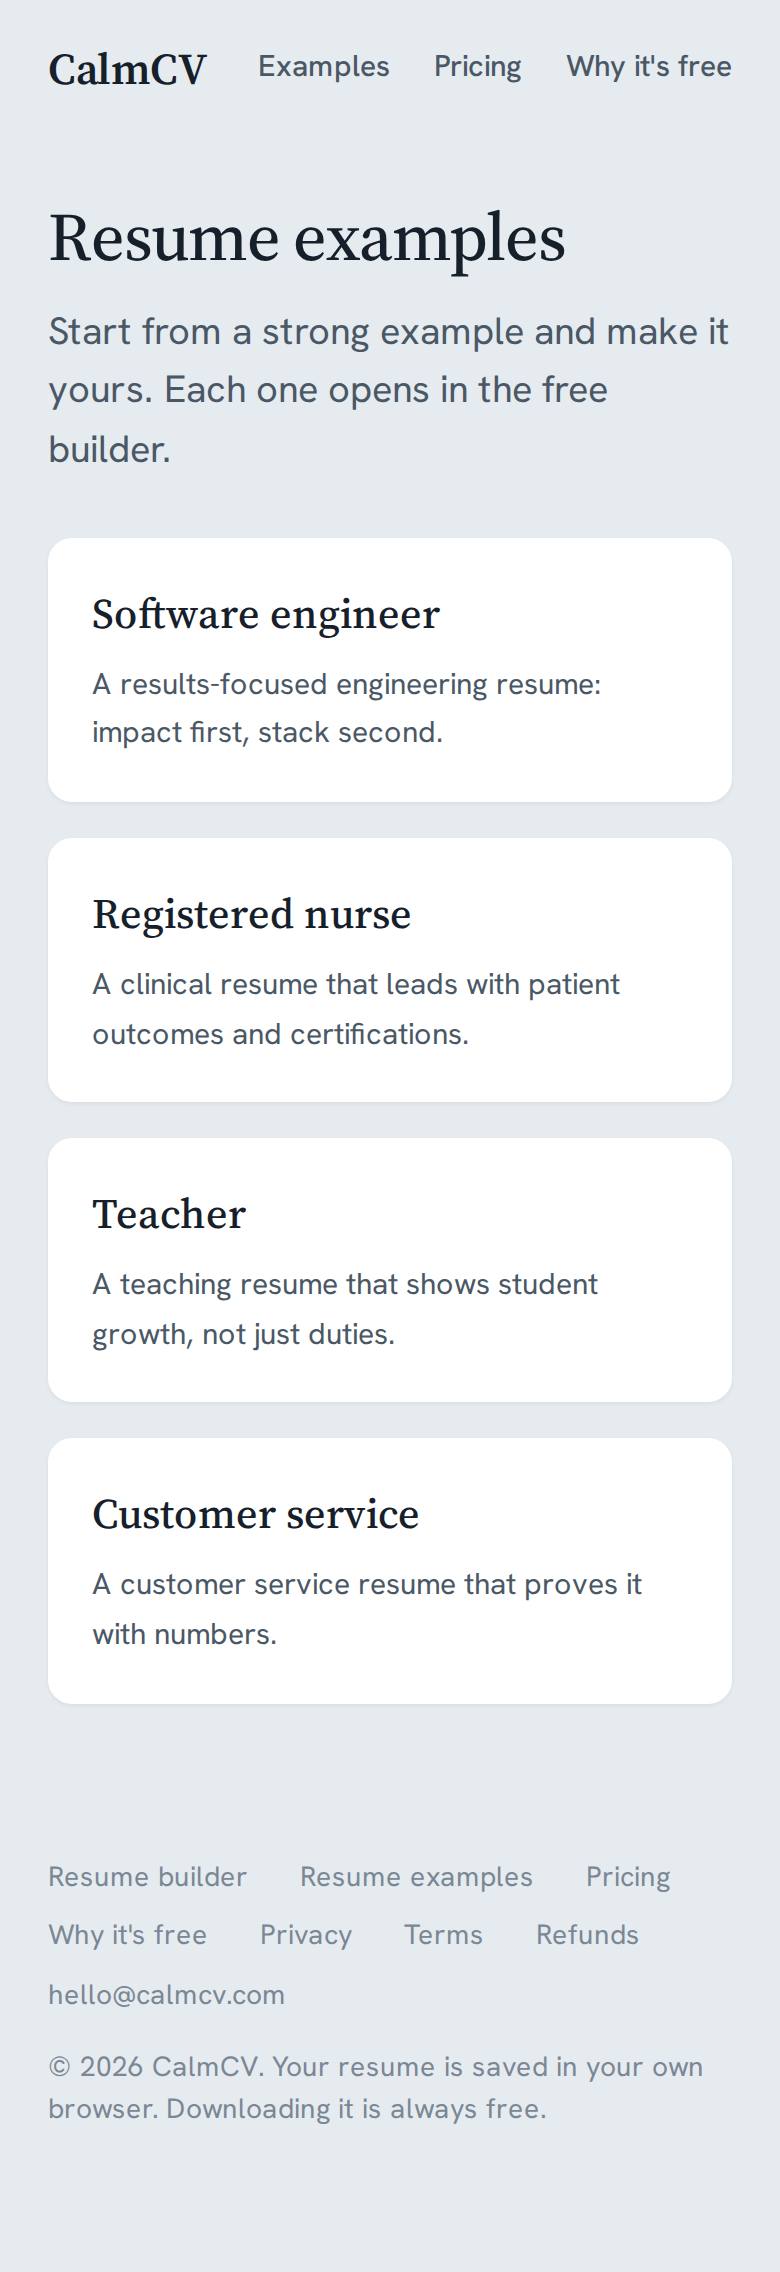 CalmCV Examples Pricing Why it's free
Resume examples
Start from a strong example and make it
yours. Each one opens in the free
builder.
Software engineer
A results-focused engineering resume:
impact first, stack second.
Registered nurse
A clinical resume that leads with patient
outcomes and certifications.
Teacher
A teaching resume that shows student
growth, not just duties.
Customer service
A customer service resume that proves it
with numbers.
Resume builder Resume examples Pricing
Why it's free Privacy Terms Refunds
hello@calmcv.com
© 2026 CalmCV. Your resume is saved in your own
browser. Downloading it is always free.